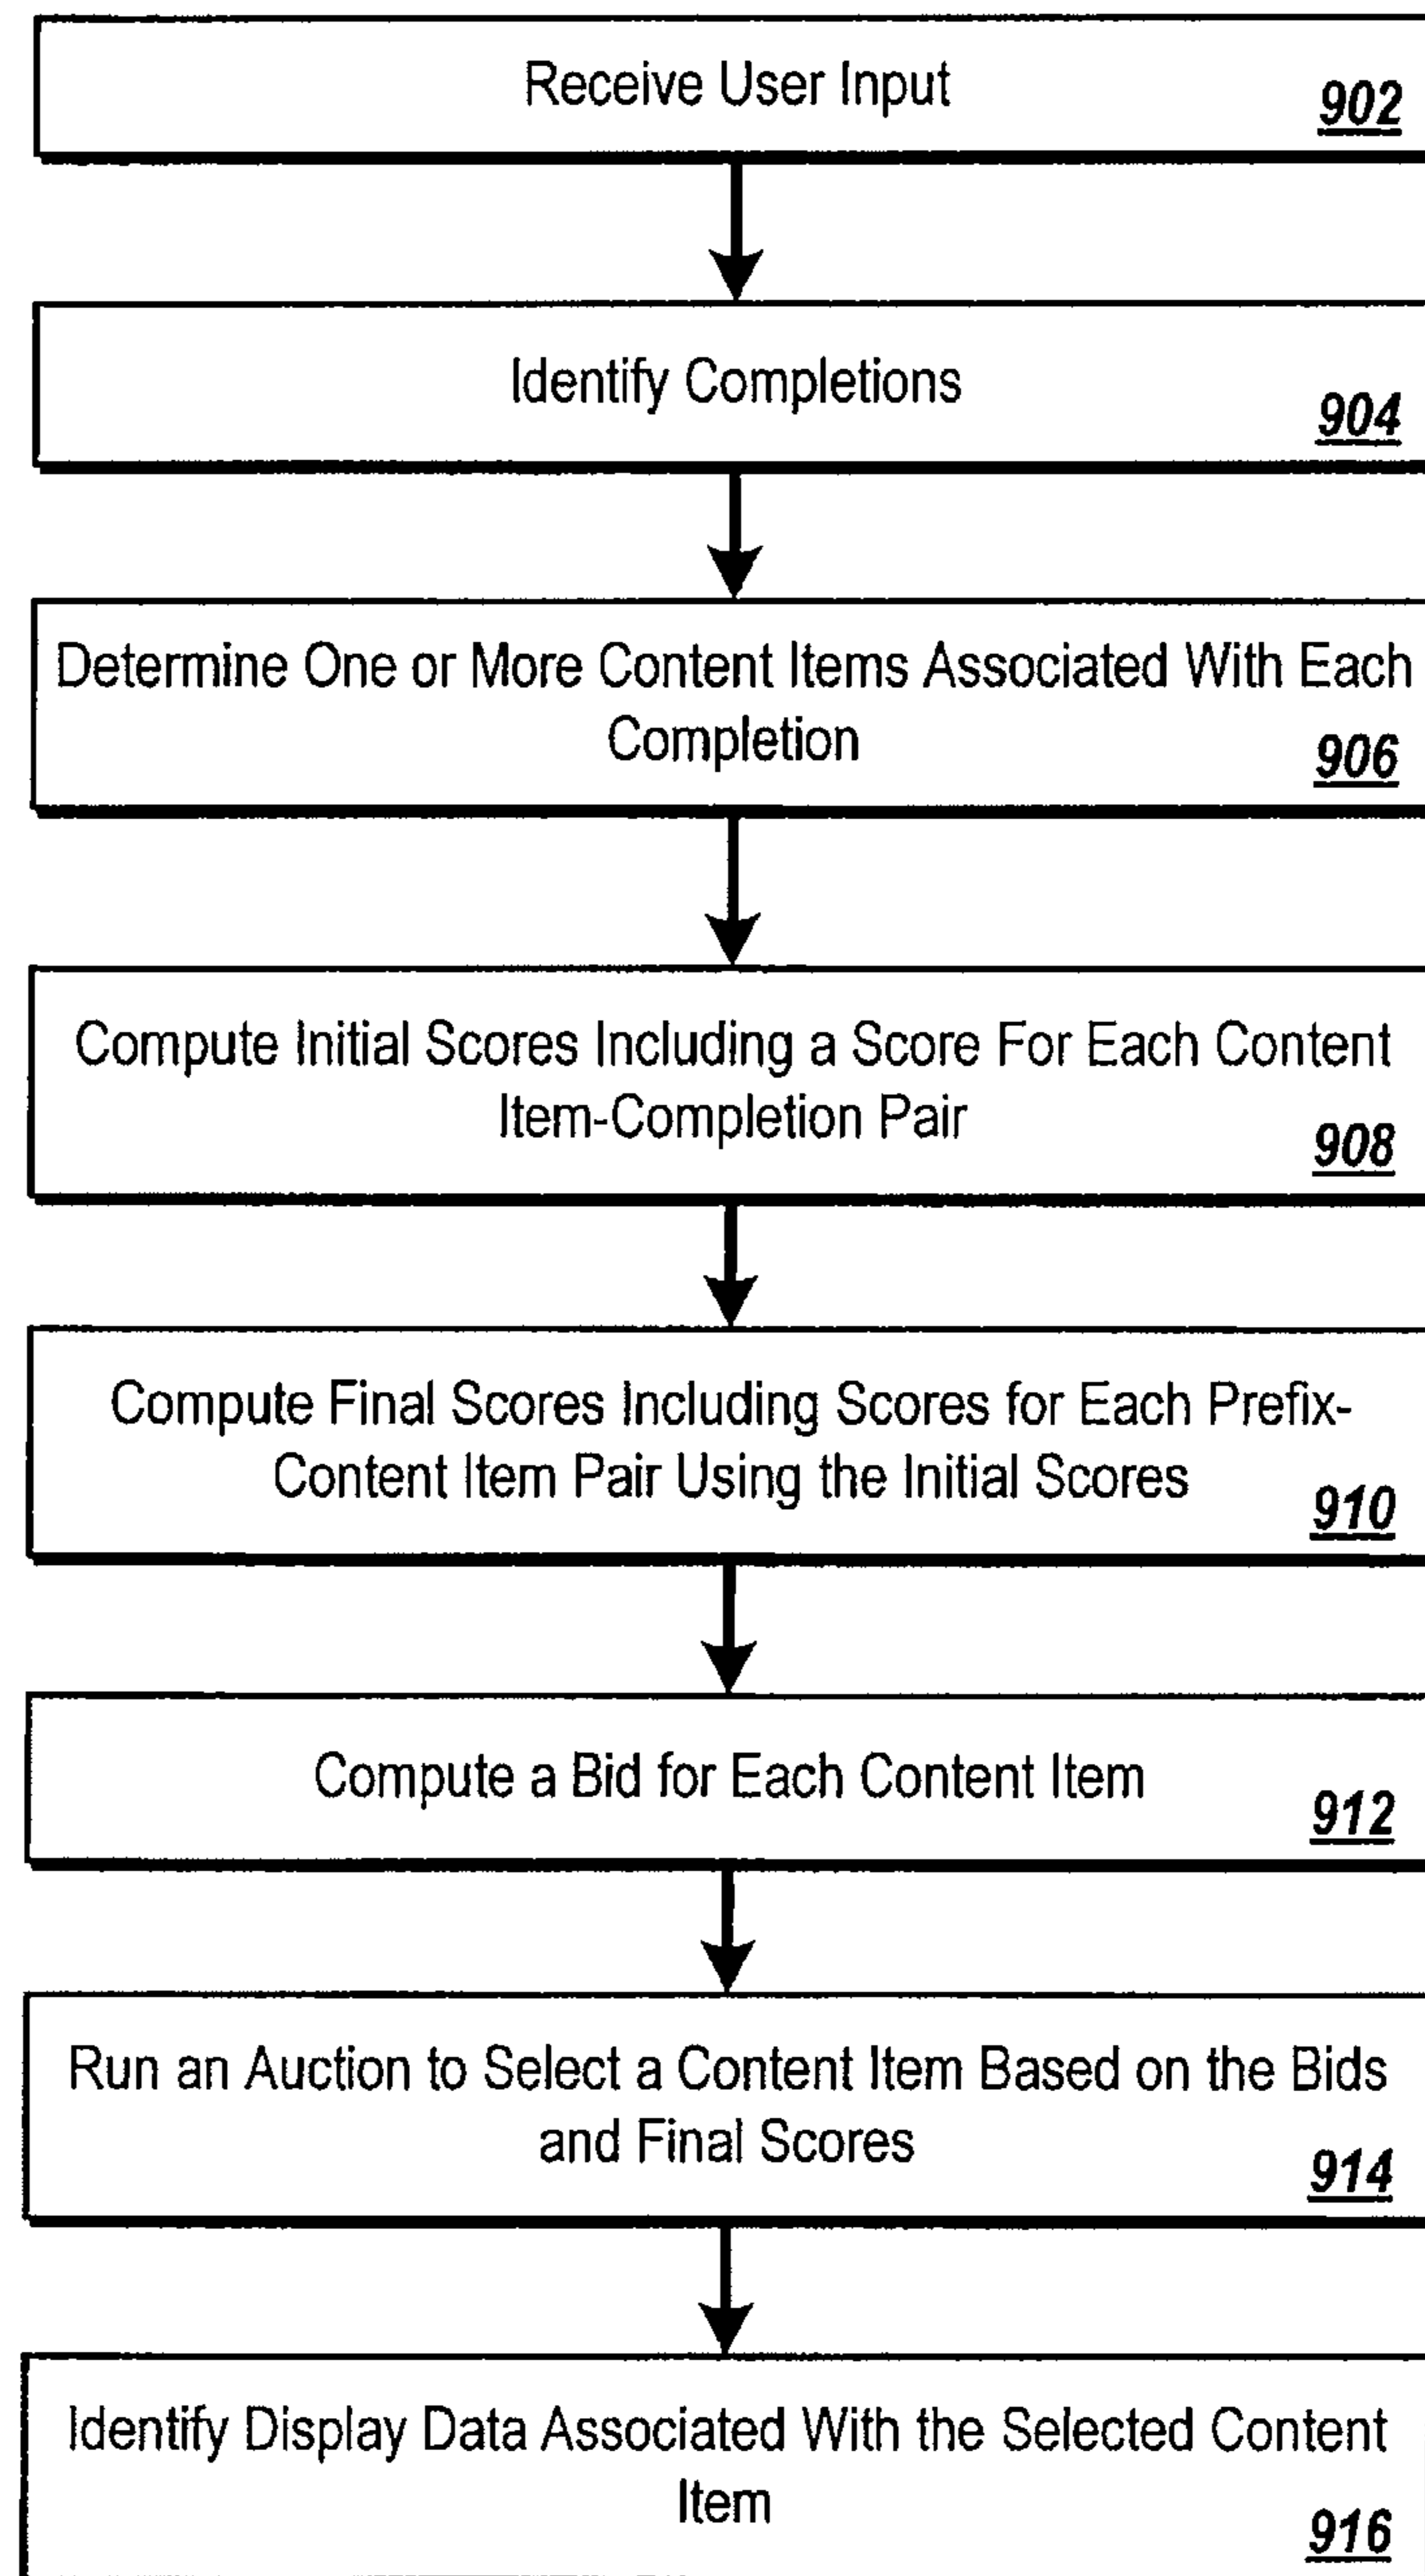 Receive User Input
902
Identify Completions
904
Determine One or More Content Items Associated With Each
Completion
906
Compute Initial Scores Including a Score For Each Content
Item-Completion Pair
908
Compute Final Scores Including Scores for Each Prefix-
Content Item Pair Using the Initial Scores
910
Compute a Bid for Each Content Item
912
Run an Auction to Select a Content Item Based on the Bids
and Final Scores
914
Identify Display Data Associated With the Selected Content
Item
916